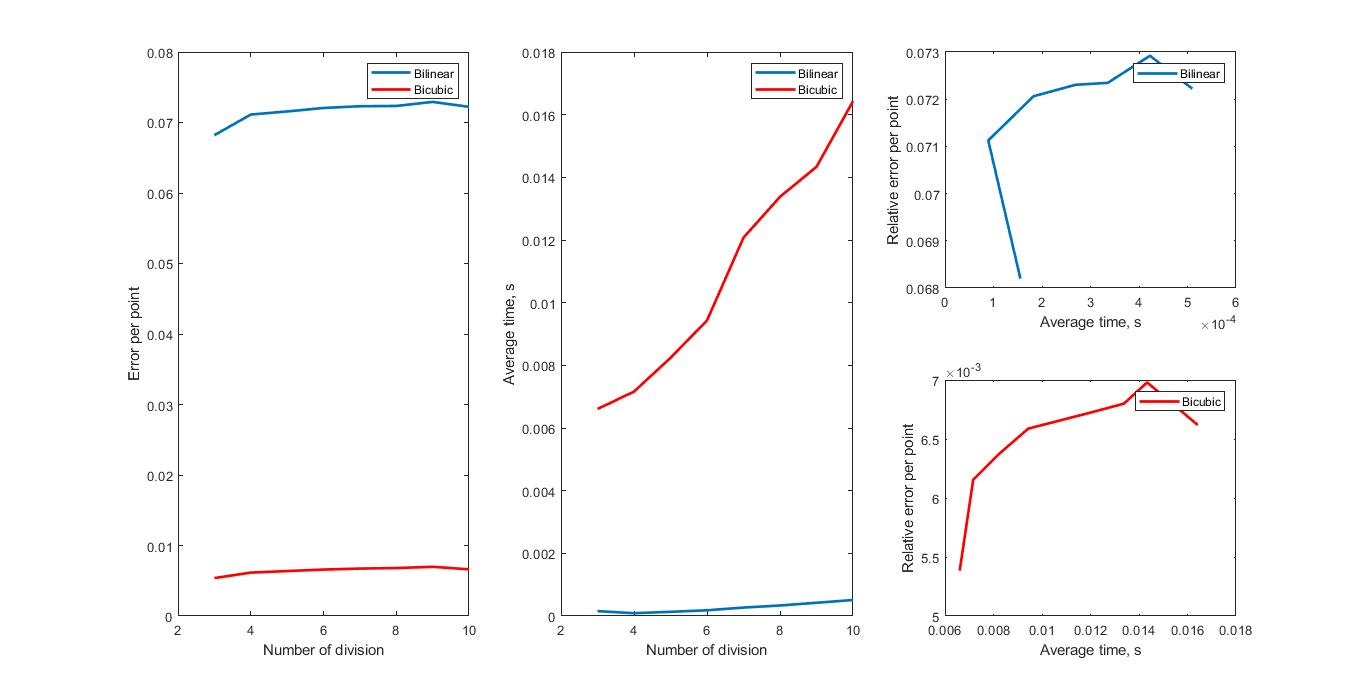 0.08
0.07
0.06
0.05
0.04
0.03
0.02
0.01
0
Error per point
2 4 6 8 10
Number of division
Bilinear
Bicubic
0.018
0.016
0.014
0.012
0.01
0.008
0.006
0.004
0.002
0
Average time, s
2 4 6 8 10
Number of division
Bilinear
Bicubic
0.073
0.072
0.071
0.07
0.069
0.068
Relative error per point
0 1 2 3 4 5 6
Average time, s
×10-4
Bilinear
×10-3
7
6.5
6
5.5
5
Relative error per point
0.006 0.008 0.01 0.012 0.014 0.016 0.018
Average time, s
Bicubic